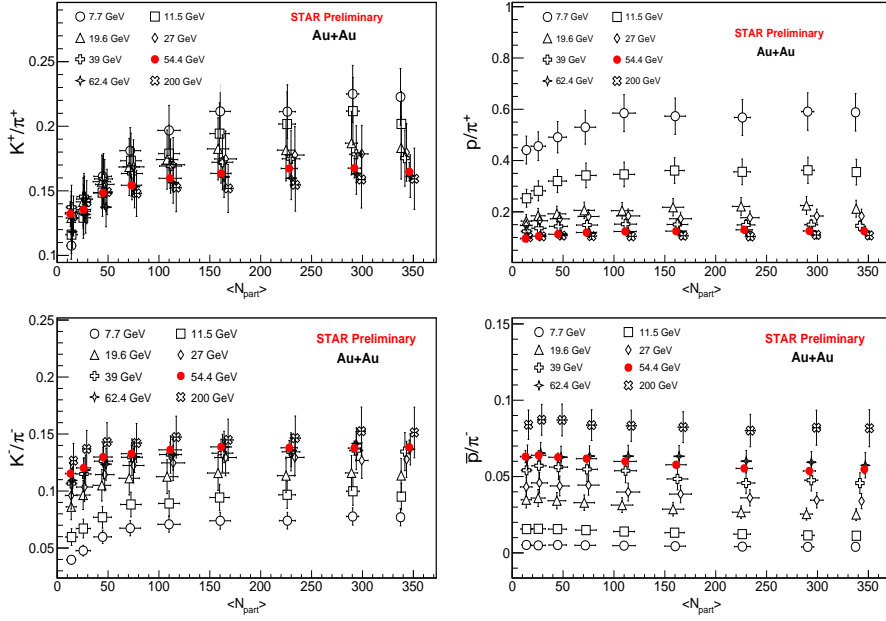 7.7 GeV 11.5 GeV
19.6 GeV 27 GeV
39 GeV 54.4 GeV
62.4 GeV 200 GeV
STAR Preliminary
Au+Au
K⁺/π⁺
0.25
0.2
0.15
0.1
0 50 100 150 200 250 300 350
<N_part>
7.7 GeV 11.5 GeV
19.6 GeV 27 GeV
39 GeV 54.4 GeV
62.4 GeV 200 GeV
STAR Preliminary
Au+Au
p/π⁺
1
0.8
0.6
0.4
0.2
0 50 100 150 200 250 300 350
<N_part>
7.7 GeV 11.5 GeV
19.6 GeV 27 GeV
39 GeV 54.4 GeV
62.4 GeV 200 GeV
STAR Preliminary
Au+Au
K⁻/π⁻
0.25
0.2
0.15
0.1
0.05
0 50 100 150 200 250 300 350
<N_part>
7.7 GeV 11.5 GeV
19.6 GeV 27 GeV
39 GeV 54.4 GeV
62.4 GeV 200 GeV
STAR Preliminary
Au+Au
p̅/π⁻
0.15
0.1
0.05
0
0 50 100 150 200 250 300 350
<N_part>